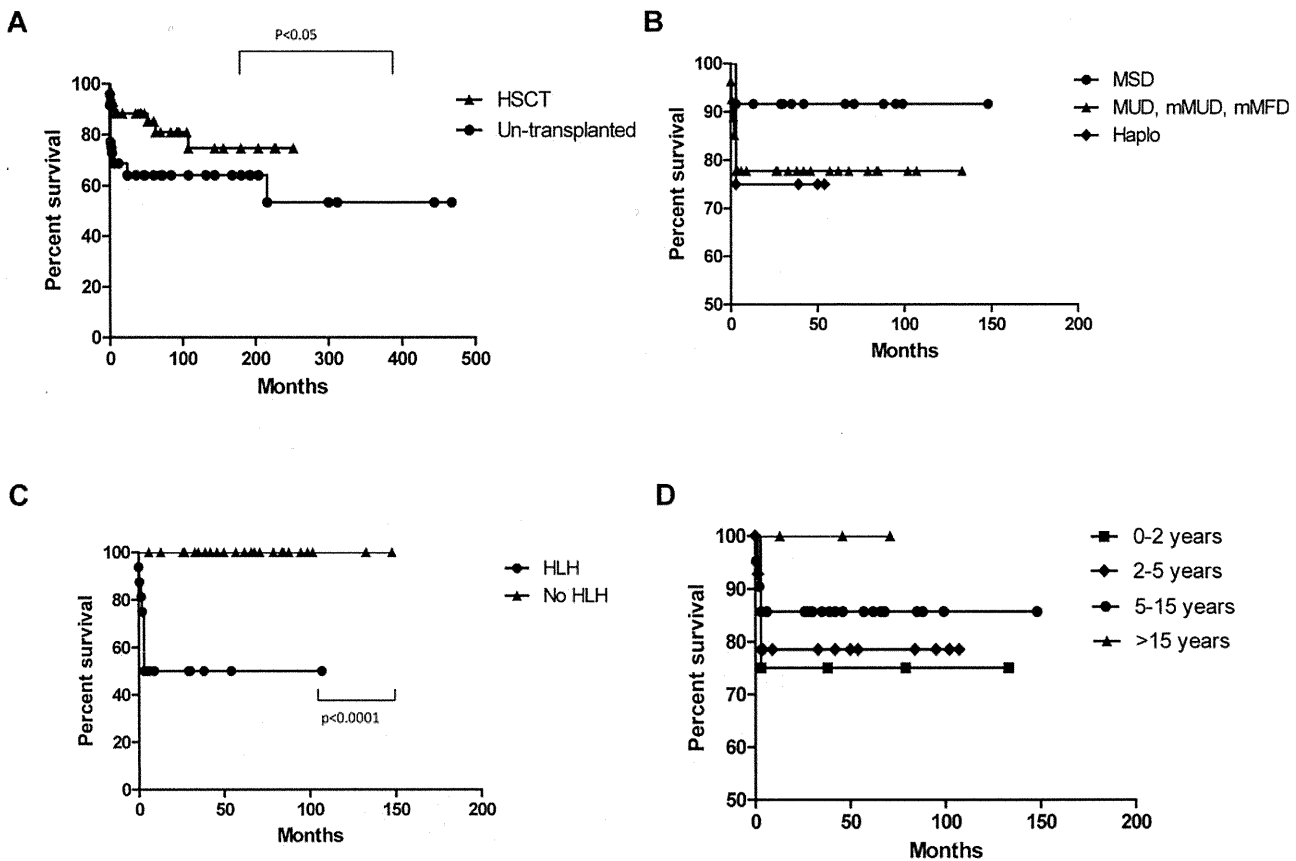 A
P<0.05
Percent survival
100
80
60
40
20
0
0 100 200 300 400 500
Months
HSCT
Un-transplanted
B
Percent survival
100
90
80
70
60
50
0 50 100 150 200
Months
MSD
MUD, mMUD, mMFD
Haplo
C
Percent survival
100
80
60
40
20
0
0 50 100 150 200
Months
p<0.0001
HLH
No HLH
D
Percent survival
100
90
80
70
60
50
0 50 100 150 200
Months
0-2 years
2-5 years
5-15 years
>15 years